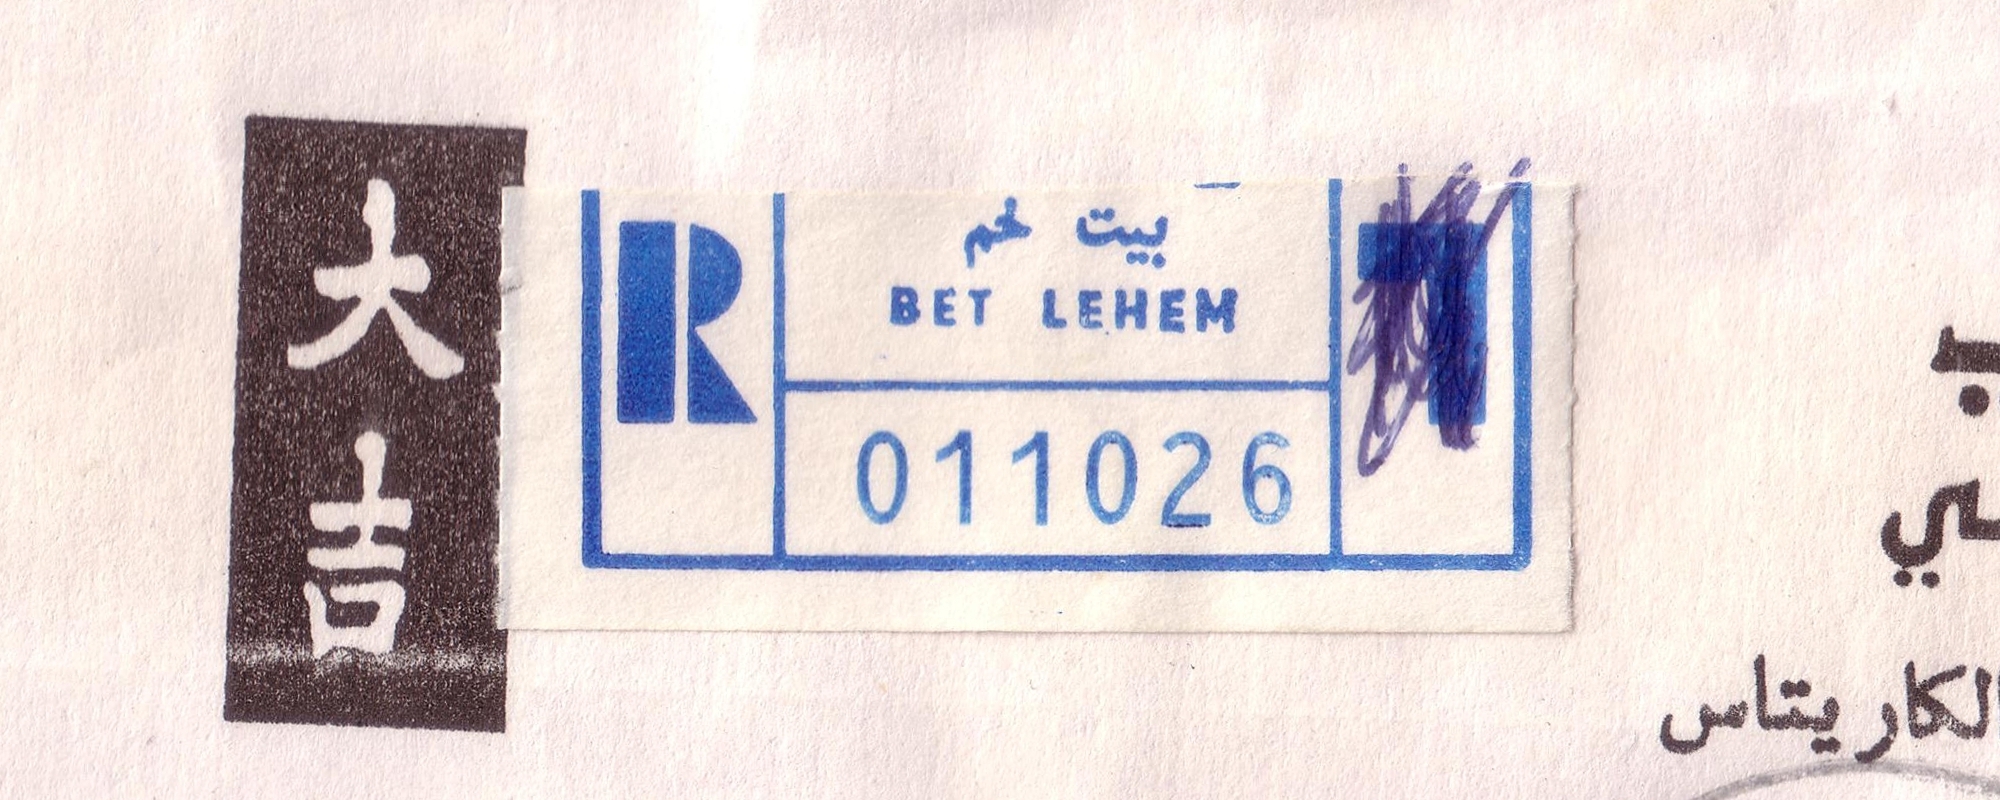 大吉
R
بيت لحم
BET LEHEM
011026
الكاريتاس